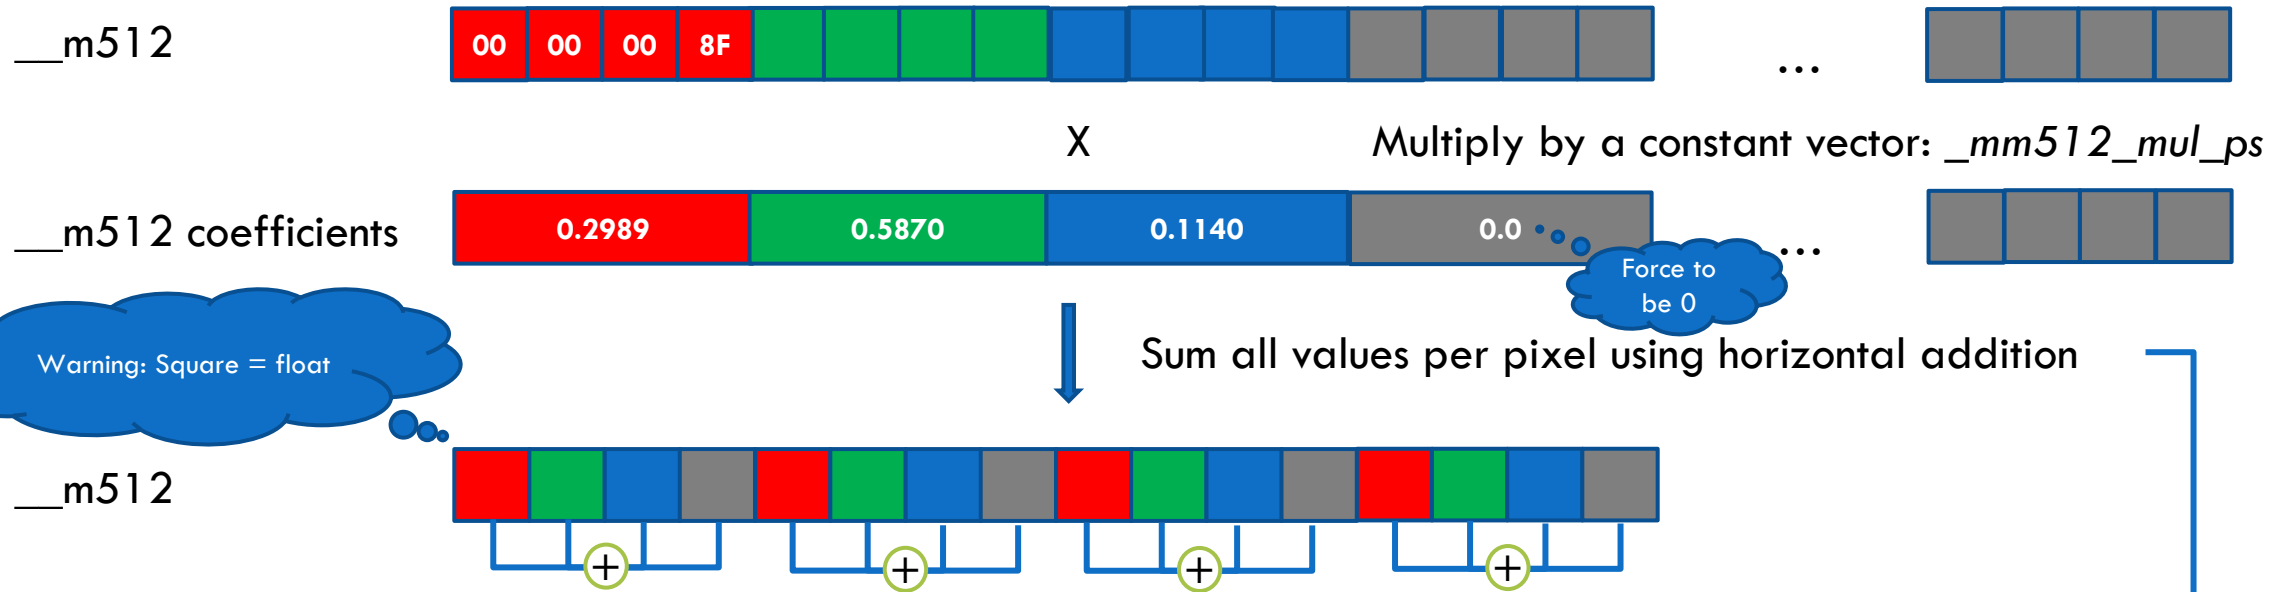 __m512
00 00 00 8F
...
X
Multiply by a constant vector: _mm512_mul_ps
__m512 coefficients
0.2989 0.5870 0.1140 0.0
...
Force to
be 0
Warning: Square = float
Sum all values per pixel using horizontal addition
__m512
+ + + +